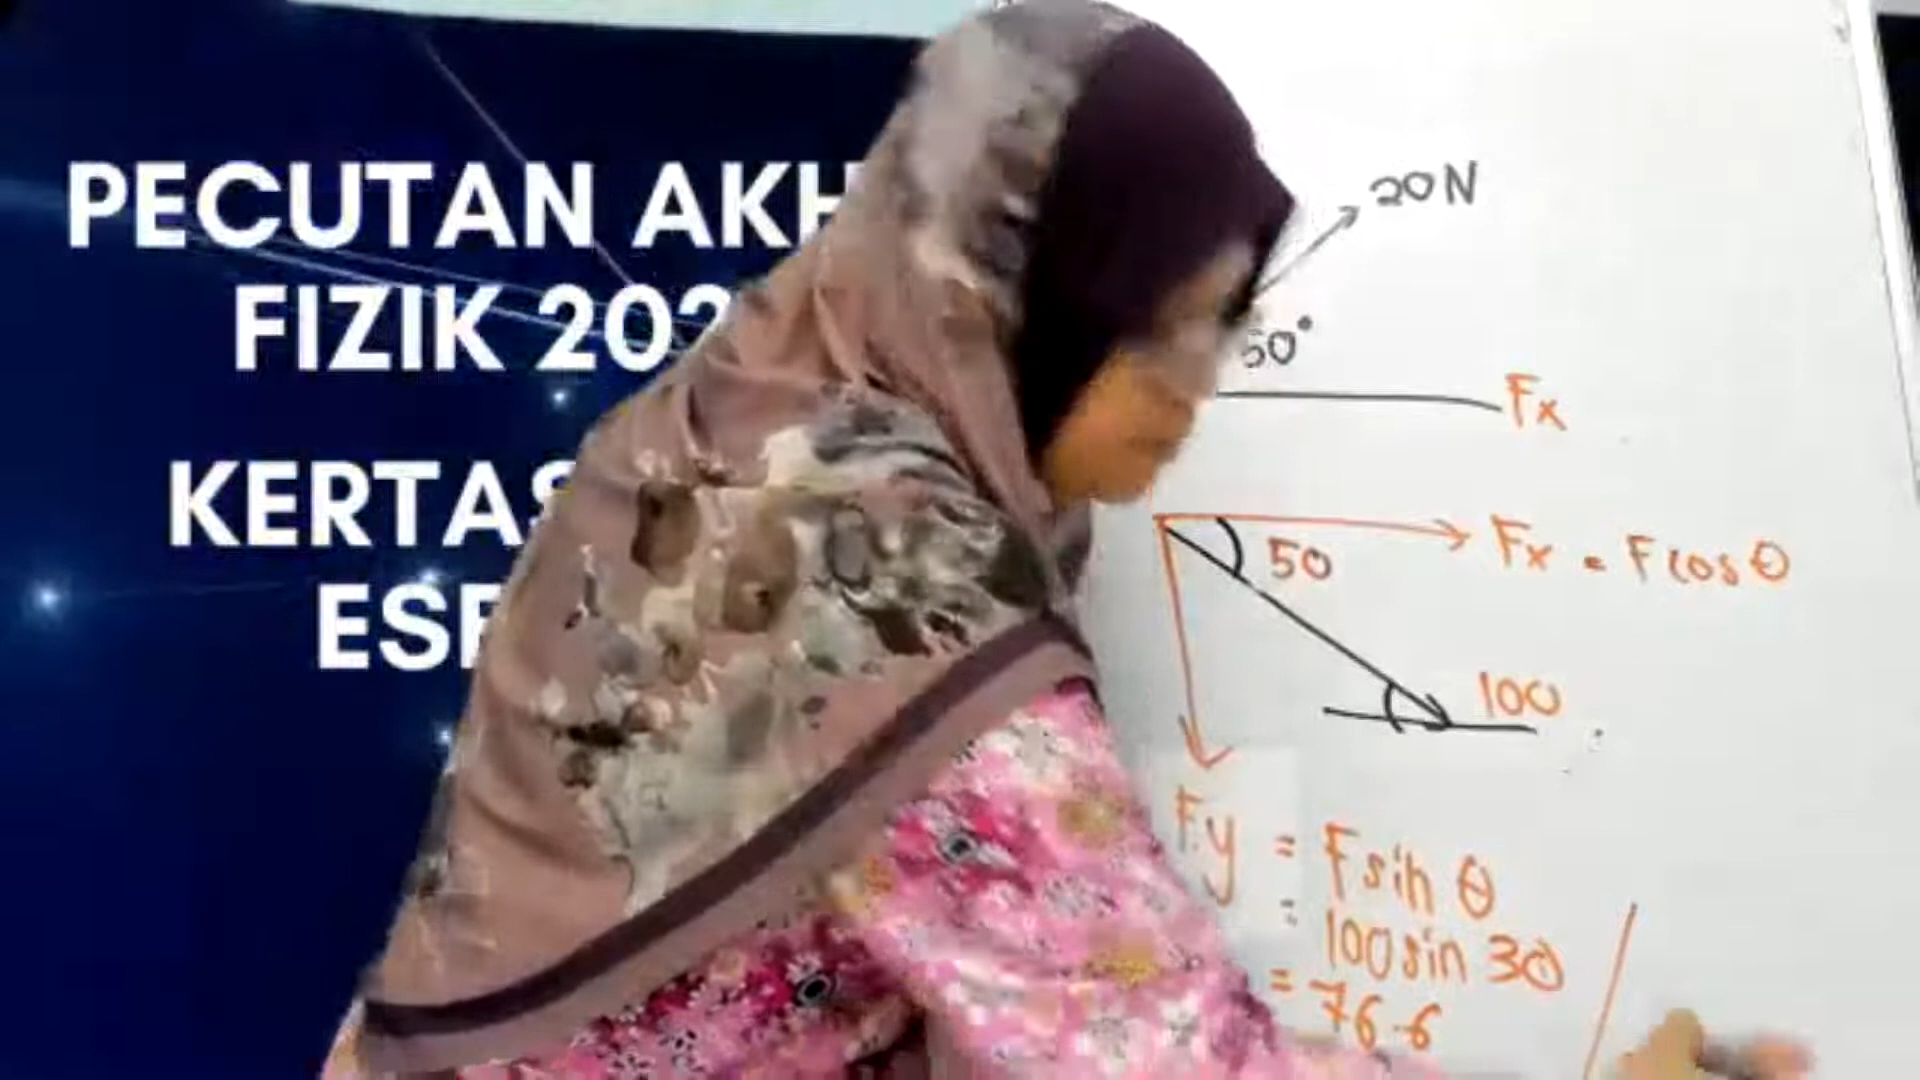 PECUTAN AKH
FIZIK 202
KERTAS
ESE
20N
50°
Fx
50
Fx = F cos θ
100
Fy = F sin θ
= 100 sin 30
= 76.6